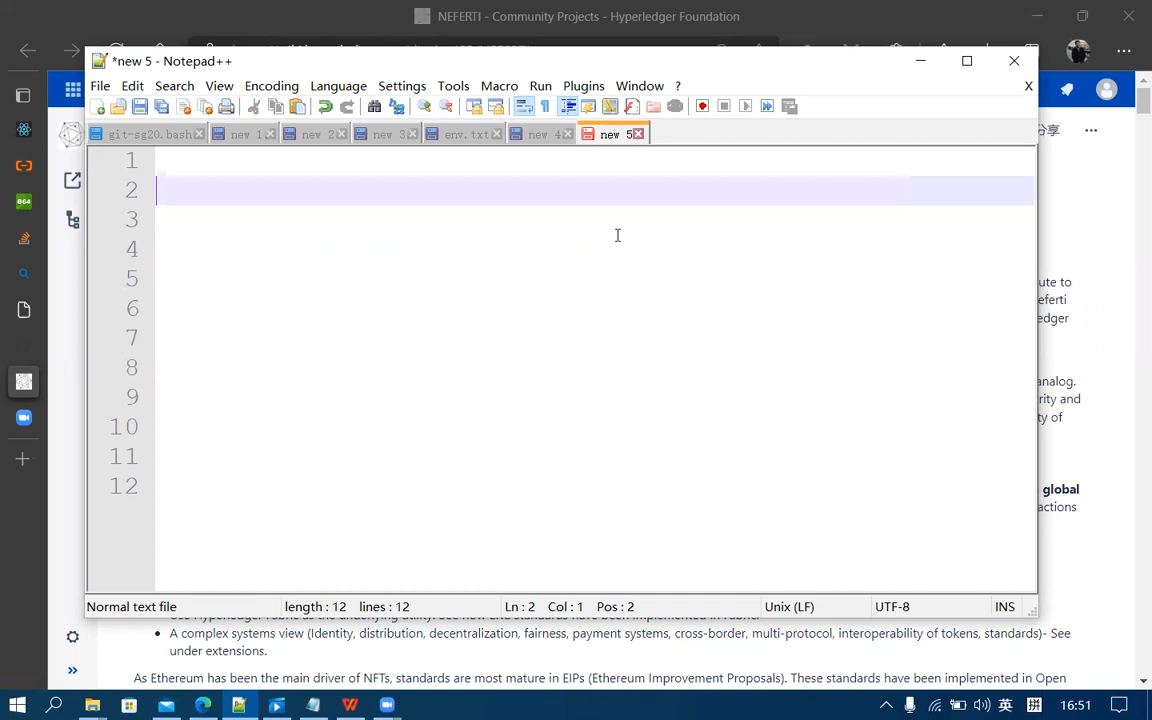 NEFERTI - Community Projects - Hyperledger Foundation
*new 5 - Notepad++
File Edit Search View Encoding Language Settings Tools Macro Run Plugins Window ? X
git-sg20.bash new 1 new 2 new 3 env.txt new 4 new 5
分享
B64
1
2
3
4
5
6
7
8
9
10
11
12
ute to
eferti
edger
analog.
rity and
ty of
global
actions
Normal text file length : 12 lines : 12 Ln : 2 Col : 1 Pos : 2 Unix (LF) UTF-8 INS
• A complex systems view (Identity, distribution, decentralization, fairness, payment systems, cross-border, multi-protocol, interoperability of tokens, standards)- See
under extensions.
As Ethereum has been the main driver of NFTs, standards are most mature in EIPs (Ethereum Improvement Proposals). These standards have been implemented in Open
英 拼 16:51